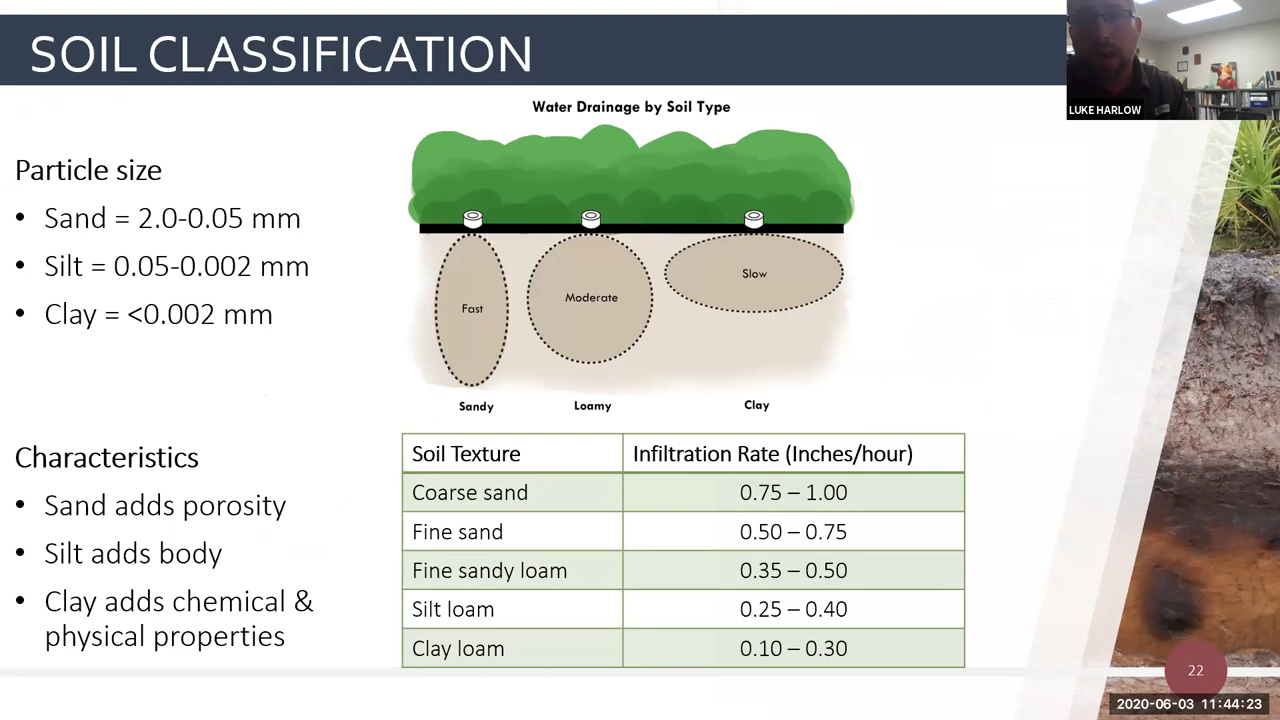 SOIL CLASSIFICATION
LUKE HARLOW
Water Drainage by Soil Type
Particle size
• Sand = 2.0-0.05 mm
• Silt = 0.05-0.002 mm
• Clay = <0.002 mm
Fast
Moderate
Slow
Sandy
Loamy
Clay
Characteristics
• Sand adds porosity
• Silt adds body
• Clay adds chemical &
physical properties
Soil Texture Infiltration Rate (Inches/hour)
Coarse sand 0.75 – 1.00
Fine sand 0.50 – 0.75
Fine sandy loam 0.35 – 0.50
Silt loam 0.25 – 0.40
Clay loam 0.10 – 0.30
22
2020-06-03 11:44:23